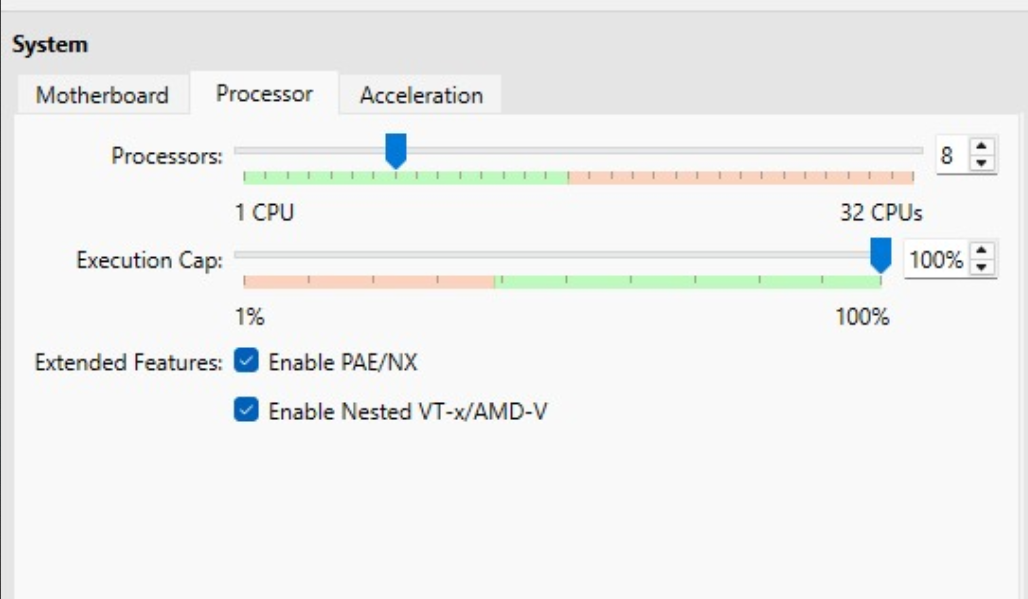 System
Motherboard Processor Acceleration
Processors: 8
1 CPU 32 CPUs
Execution Cap: 100%
1% 100%
Extended Features: Enable PAE/NX
Enable Nested VT-x/AMD-V